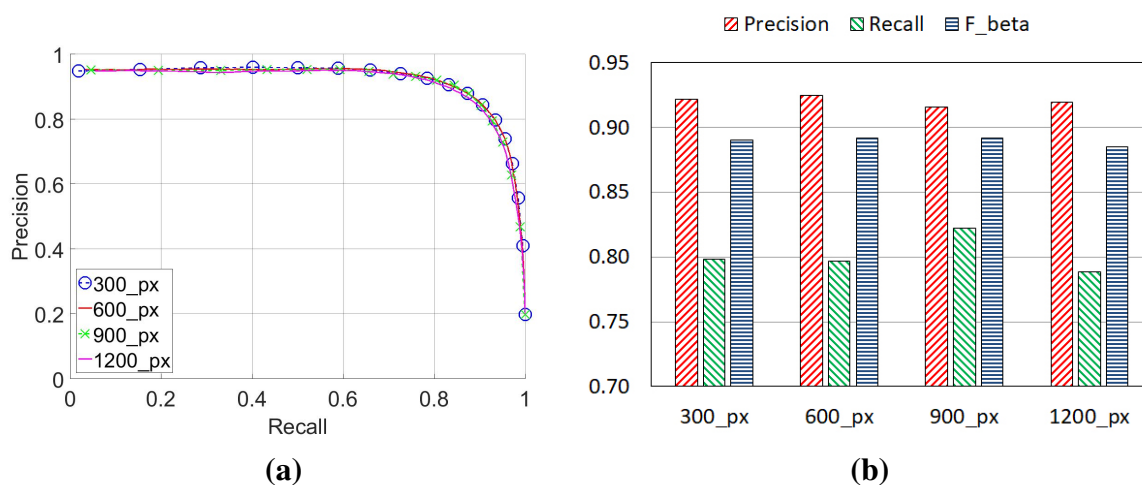 1
0.8
0.6
0.4
0.2
0
Precision
300_px
600_px
900_px
1200_px
0 0.2 0.4 0.6 0.8 1
Recall
(a)
Precision Recall F_beta
0.95
0.90
0.85
0.80
0.75
0.70
300_px 600_px 900_px 1200_px
(b)